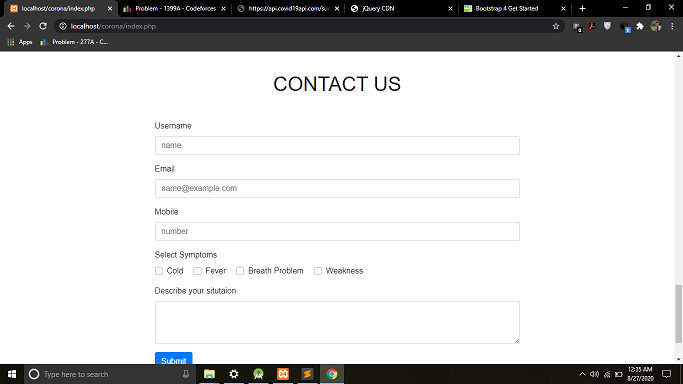 localhost/corona/index.php
Problem - 1399A - Codeforces
https://api.covid19api.com/su
jQuery CDN
Bootstrap 4 Get Started
localhost/corona/index.php
Apps
Problem - 277A - C...
CONTACT US
Username
name
Email
name@example.com
Mobile
number
Select Symptoms
Cold Fever Breath Problem Weakness
Describe your situtaion
Submit
Type here to search
12:35 AM
8/27/2020